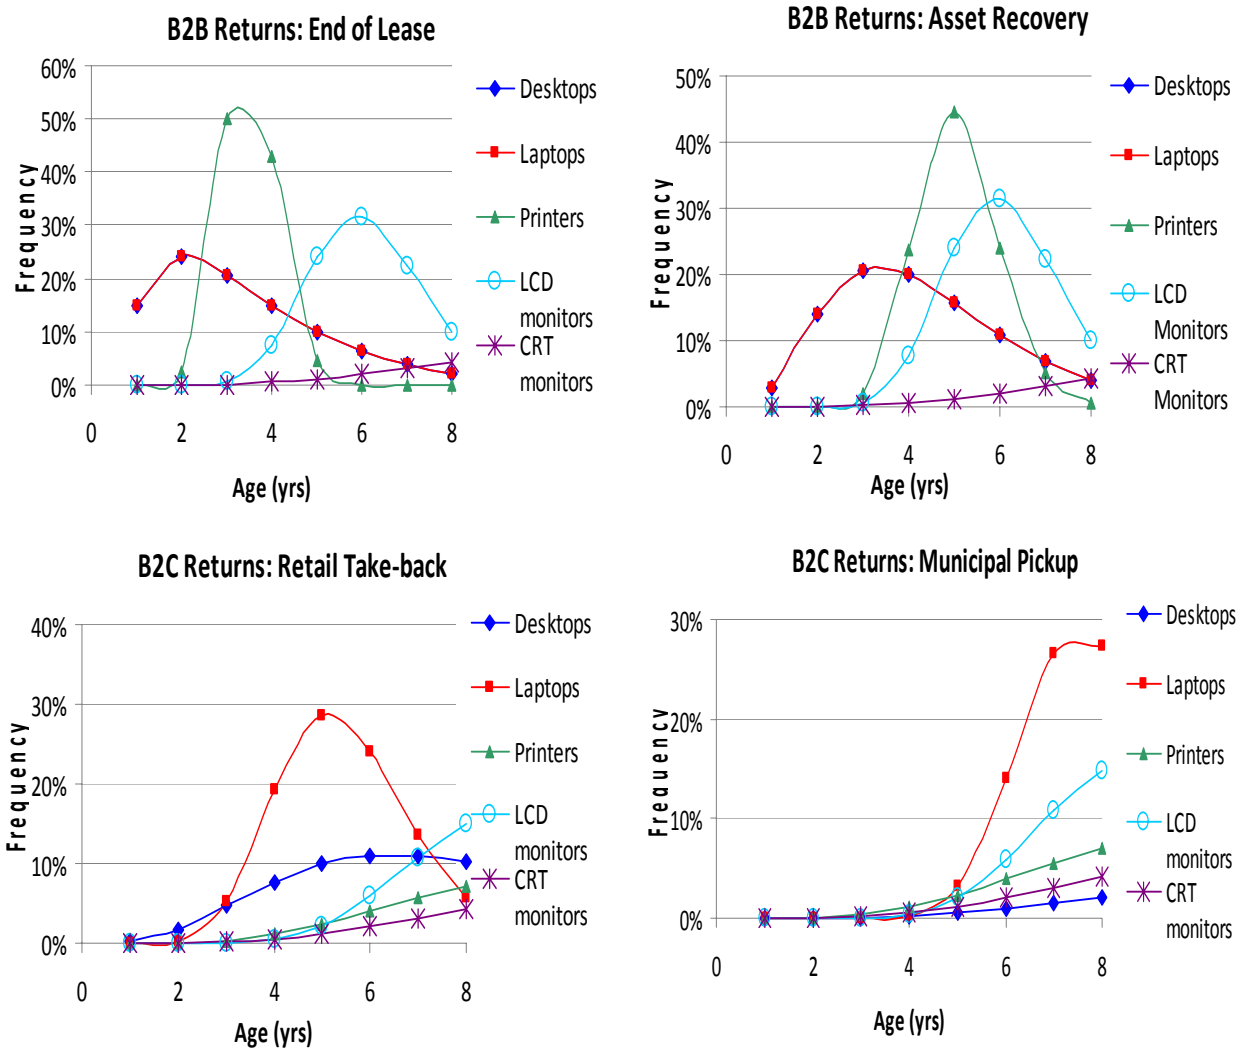 B2B Returns: End of Lease
60%
50%
40%
30%
20%
10%
0%
0
2
4
6
8
Frequency
Age (yrs)
Desktops
Laptops
Printers
LCD
monitors
CRT
monitors
B2B Returns: Asset Recovery
50%
40%
30%
20%
10%
0%
0
2
4
6
8
Frequency
Age (yrs)
Desktops
Laptops
Printers
LCD
Monitors
CRT
Monitors
B2C Returns: Retail Take-back
40%
30%
20%
10%
0%
0
2
4
6
8
Frequency
Age (yrs)
Desktops
Laptops
Printers
LCD
monitors
CRT
monitors
B2C Returns: Municipal Pickup
30%
20%
10%
0%
0
2
4
6
8
Frequency
Age (yrs)
Desktops
Laptops
Printers
LCD
monitors
CRT
monitors